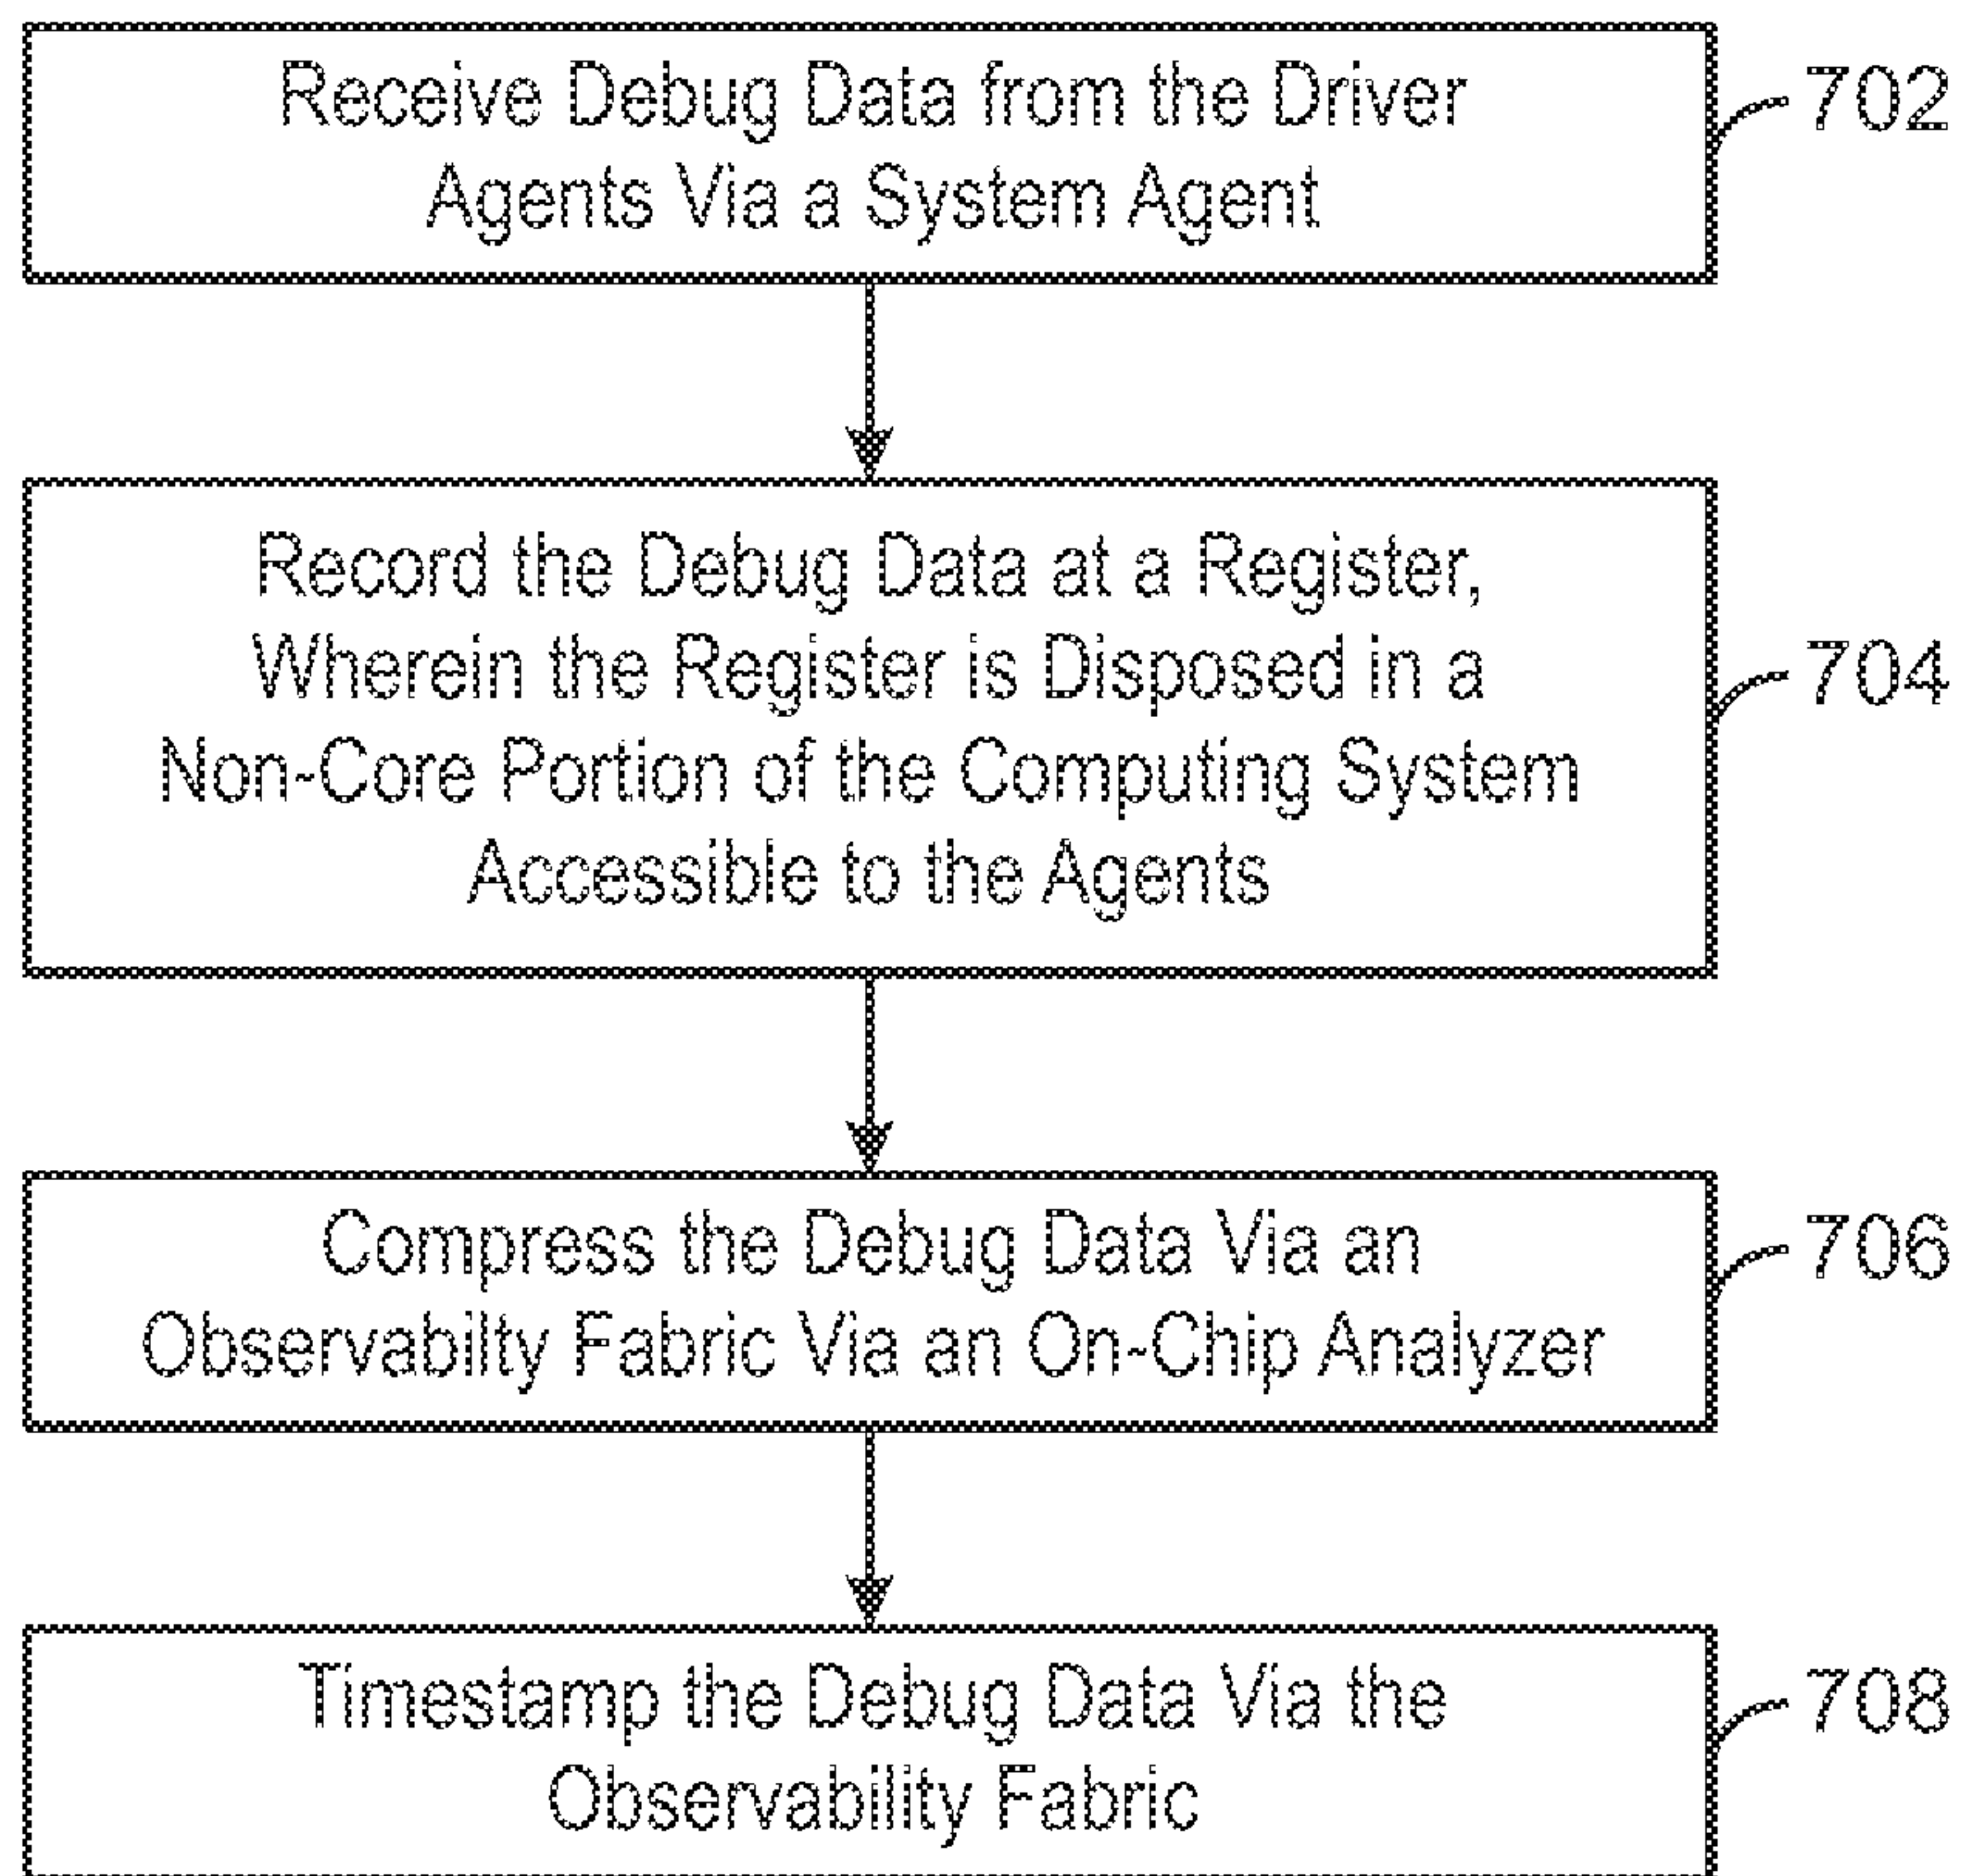 Receive Debug Data from the Driver
Agents Via a System Agent
702
Record the Debug Data at a Register,
Wherein the Register is Disposed in a
Non-Core Portion of the Computing System
Accessible to the Agents
704
Compress the Debug Data Via an
Observabilty Fabric Via an On-Chip Analyzer
706
Timestamp the Debug Data Via the
Observability Fabric
708